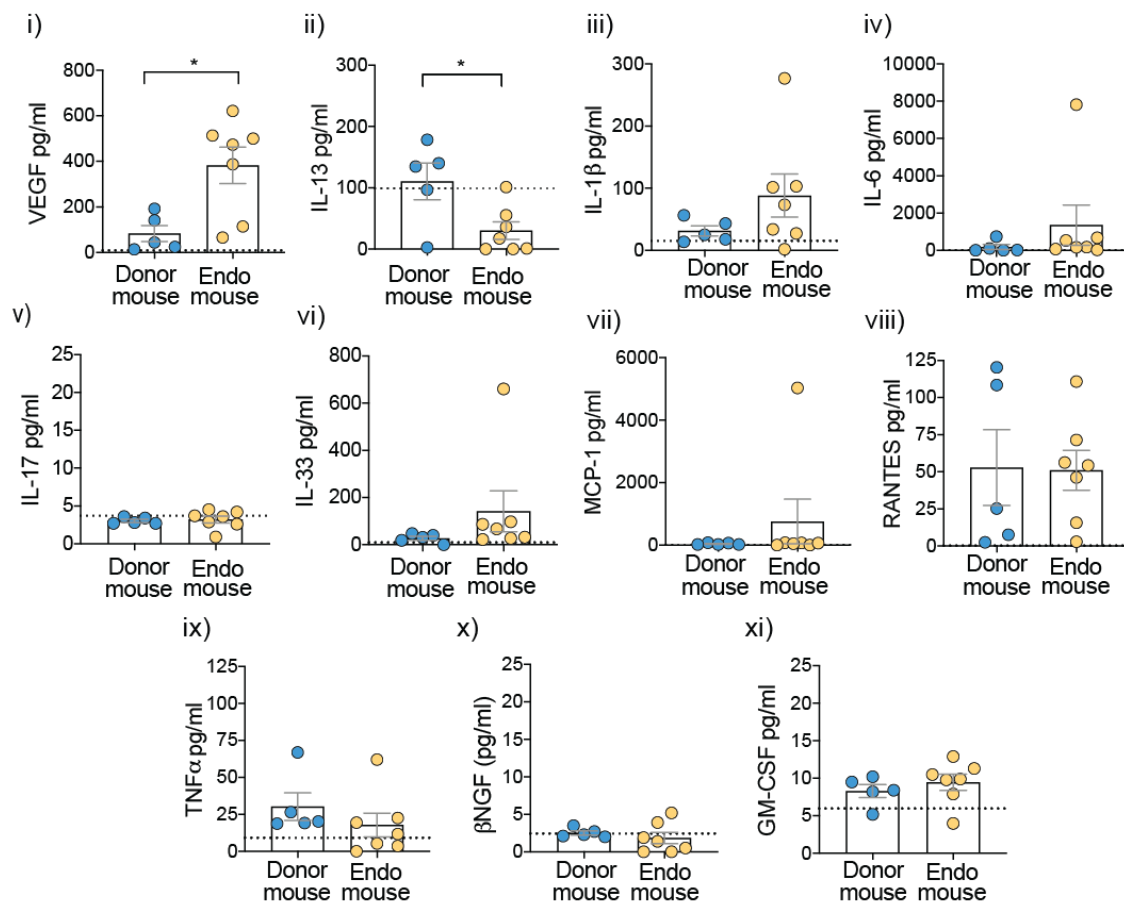 i)
VEGF pg/ml
800
600
400
200
0
*
Donor mouse
Endo mouse
ii)
IL-13 pg/ml
300
200
100
0
*
Donor mouse
Endo mouse
iii)
IL-1β pg/ml
300
200
100
0
Donor mouse
Endo mouse
iv)
IL-6 pg/ml
10000
8000
6000
4000
2000
0
Donor mouse
Endo mouse
v)
IL-17 pg/ml
25
20
15
10
5
0
Donor mouse
Endo mouse
vi)
IL-33 pg/ml
800
600
400
200
0
Donor mouse
Endo mouse
vii)
MCP-1 pg/ml
6000
4000
2000
0
Donor mouse
Endo mouse
viii)
RANTES pg/ml
125
100
75
50
25
0
Donor mouse
Endo mouse
ix)
TNFα pg/ml
125
100
75
50
25
0
Donor mouse
Endo mouse
x)
βNGF (pg/ml)
25
20
15
10
5
0
Donor mouse
Endo mouse
xi)
GM-CSF pg/ml
25
20
15
10
5
0
Donor mouse
Endo mouse